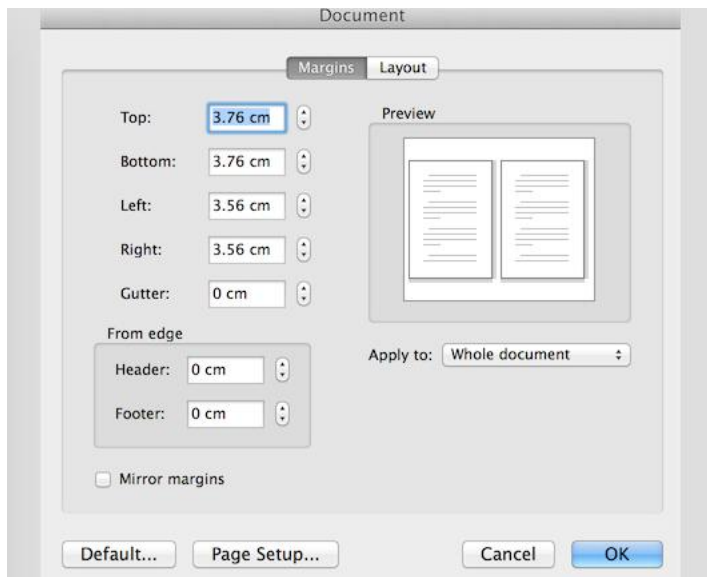 Document
Margins Layout
Top: 3.76 cm
Preview
Bottom: 3.76 cm
Left: 3.56 cm
Right: 3.56 cm
Gutter: 0 cm
From edge
Header: 0 cm
Footer: 0 cm
Apply to: Whole document
Mirror margins
Default... Page Setup... Cancel OK